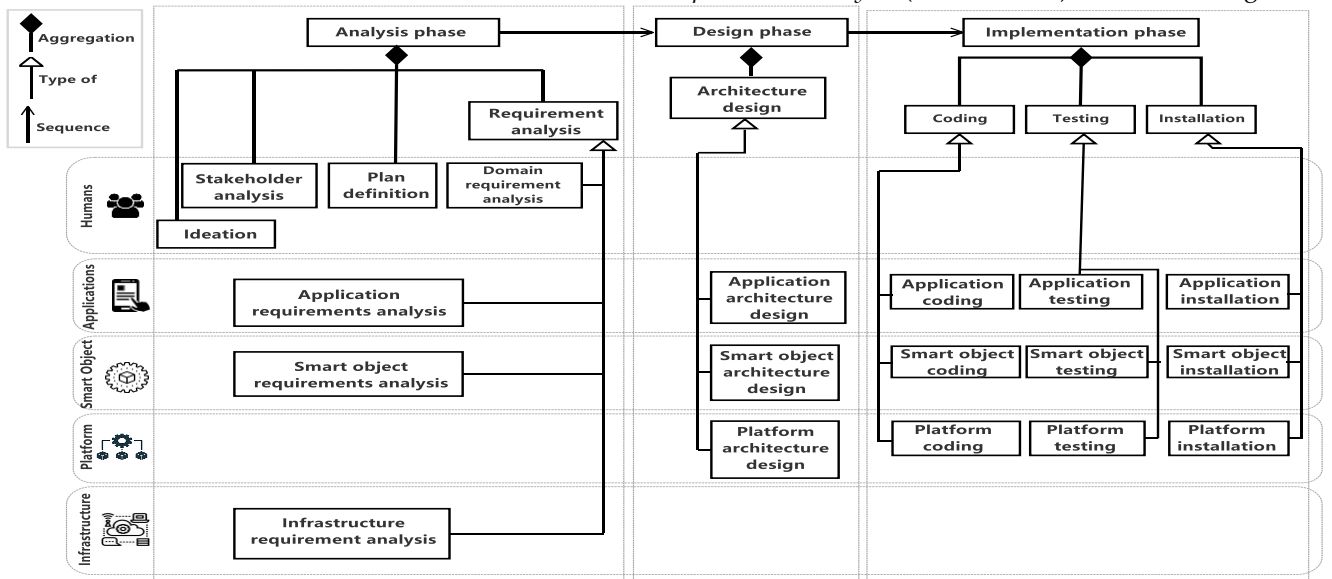 Aggregation
Type of
Sequence
Analysis phase
Design phase
Implementation phase
Requirement
analysis
Architecture
design
Coding
Testing
Installation
Humans
Stakeholder
analysis
Plan
definition
Domain
requirement
analysis
Ideation
Applications
Application
requirements analysis
Application
architecture
design
Application
coding
Application
testing
Application
installation
Smart Object
Smart object
requirements analysis
Smart object
architecture
design
Smart object
coding
Smart object
testing
Smart object
installation
Platform
Platform
architecture
design
Platform
coding
Platform
testing
Platform
installation
Infrastructure
Infrastructure
requirement analysis